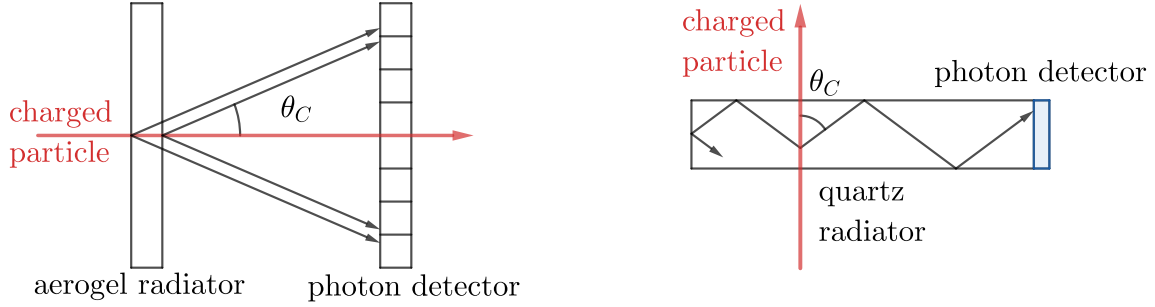 charged
particle
θ_C
aerogel radiator
photon detector
charged
particle
θ_C
photon detector
quartz
radiator